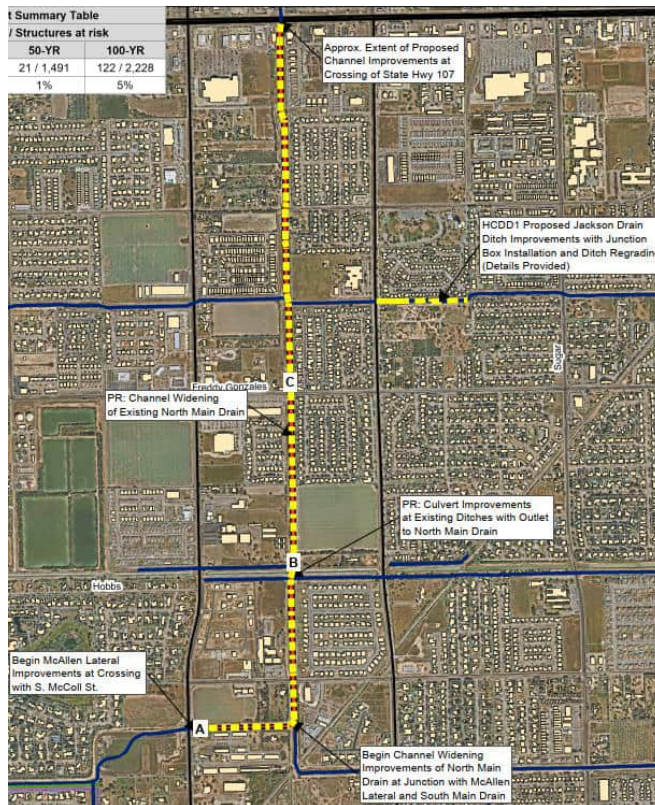 t Summary Table
/ Structures at risk
50-YR 100-YR
21 / 1,491 122 / 2,228
1% 5%
Approx. Extent of Proposed
Channel Improvements at
Crossing of State Hwy 107
HCDD1 Proposed Jackson Drain
Ditch Improvements with Junction
Box Installation and Ditch Regradin
(Details Provided)
Sugar
C
Freddy Gonzales
PR: Channel Widening
of Existing North Main Drain
PR: Culvert Improvements
at Existing Ditches with Outlet
to North Main Drain
B
Hobbs
Begin McAllen Lateral
Improvements at Crossing
with S. McColl St.
A
Begin Channel Widening
Improvements of North Main
Drain at Junction with McAllen
Lateral and South Main Drain